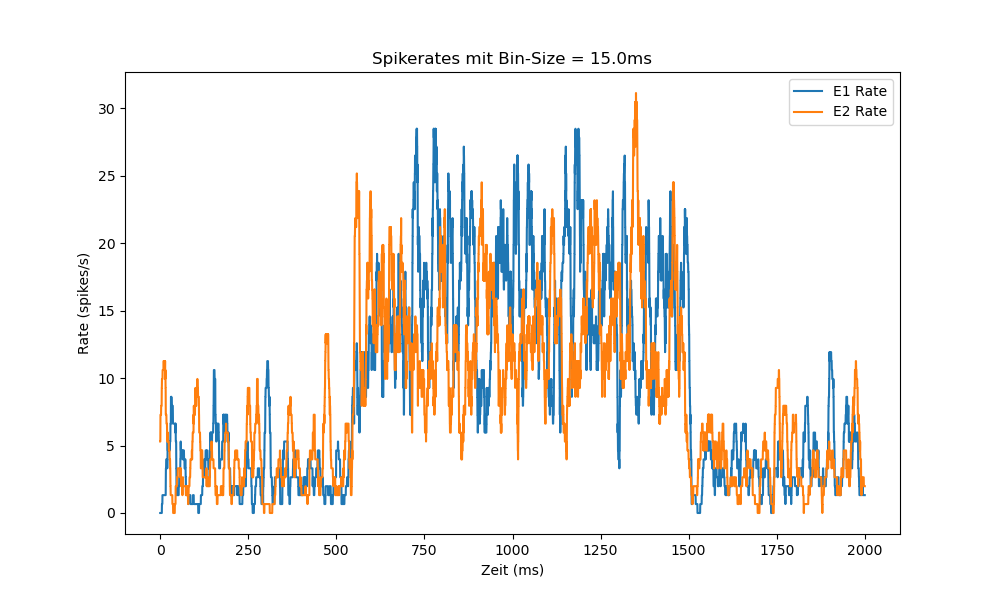 Spikerates mit Bin-Size = 15.0ms
E1 Rate
E2 Rate
Rate (spikes/s)
30
25
20
15
10
5
0
0 250 500 750 1000 1250 1500 1750 2000
Zeit (ms)